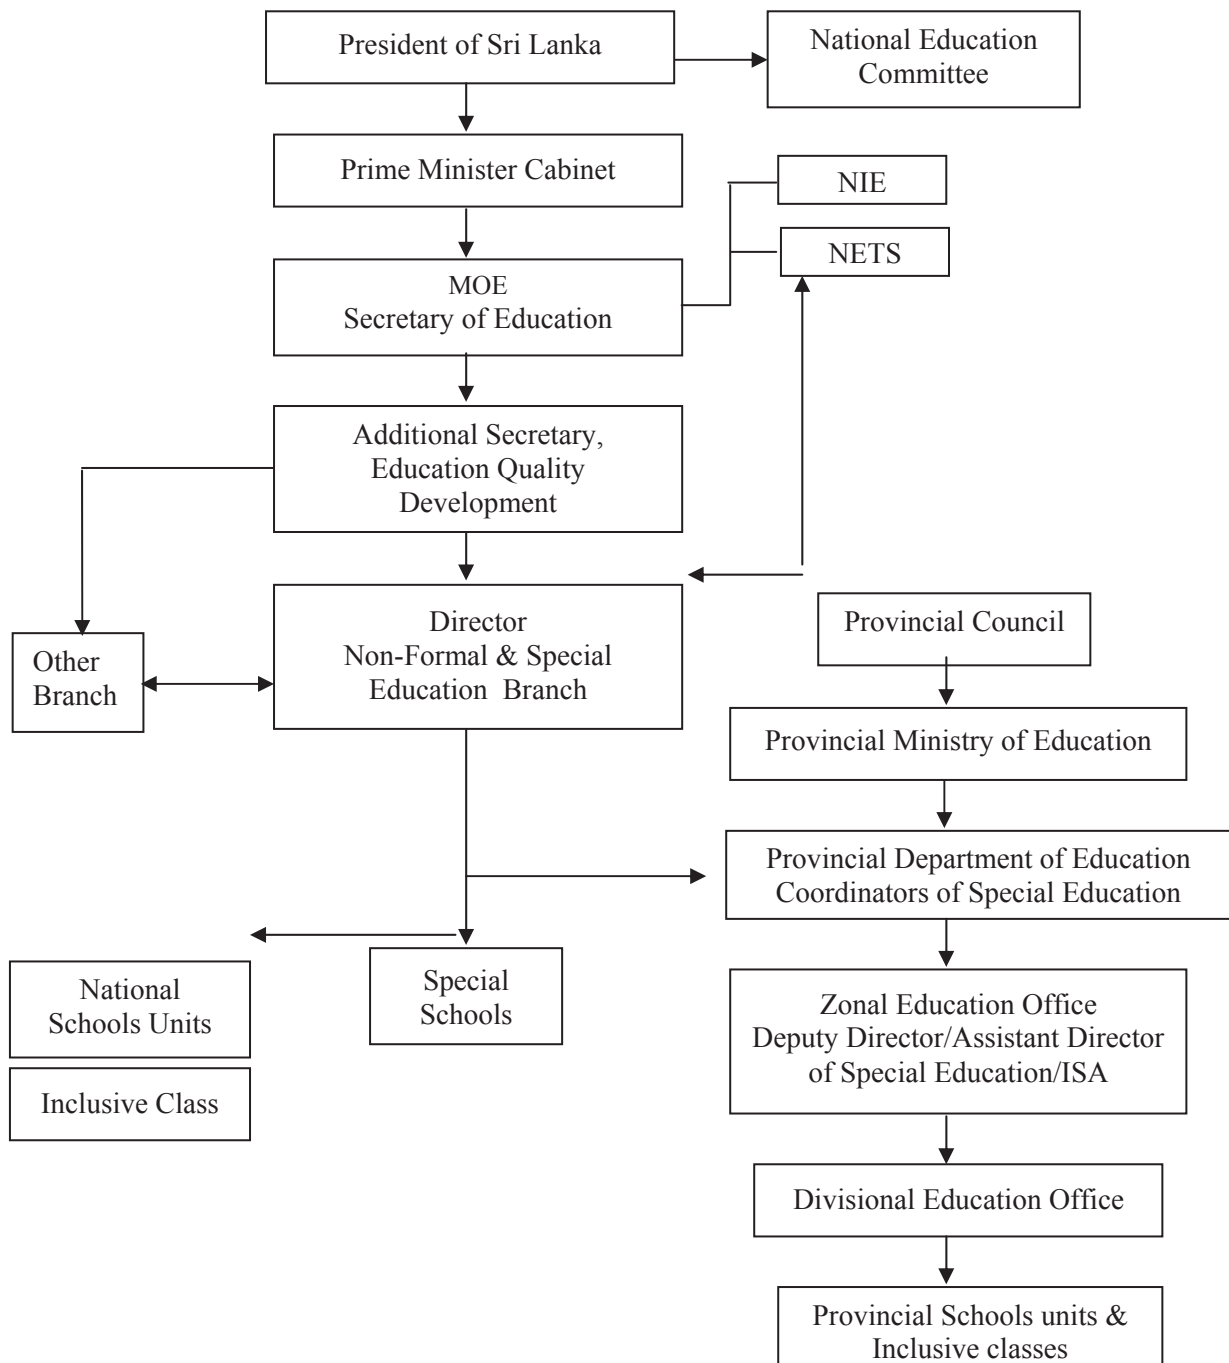 President of Sri Lanka
National Education
Committee
Prime Minister Cabinet
NIE
NETS
MOE
Secretary of Education
Additional Secretary,
Education Quality
Development
Director
Non-Formal & Special
Education Branch
Other
Branch
Provincial Council
Provincial Ministry of Education
Provincial Department of Education
Coordinators of Special Education
National
Schools Units
Special
Schools
Inclusive Class
Zonal Education Office
Deputy Director/Assistant Director
of Special Education/ISA
Divisional Education Office
Provincial Schools units &
Inclusive classes